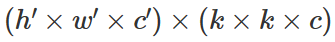 (h′ × w′ × c′) × (k × k × c)